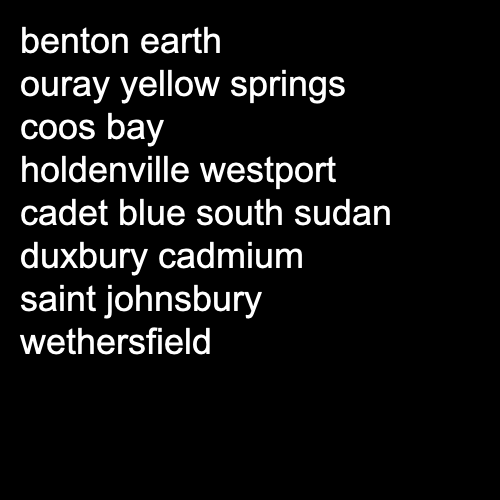 benton earth
ouray yellow springs
coos bay
holdenville westport
cadet blue south sudan
duxbury cadmium
saint johnsbury
wethersfield